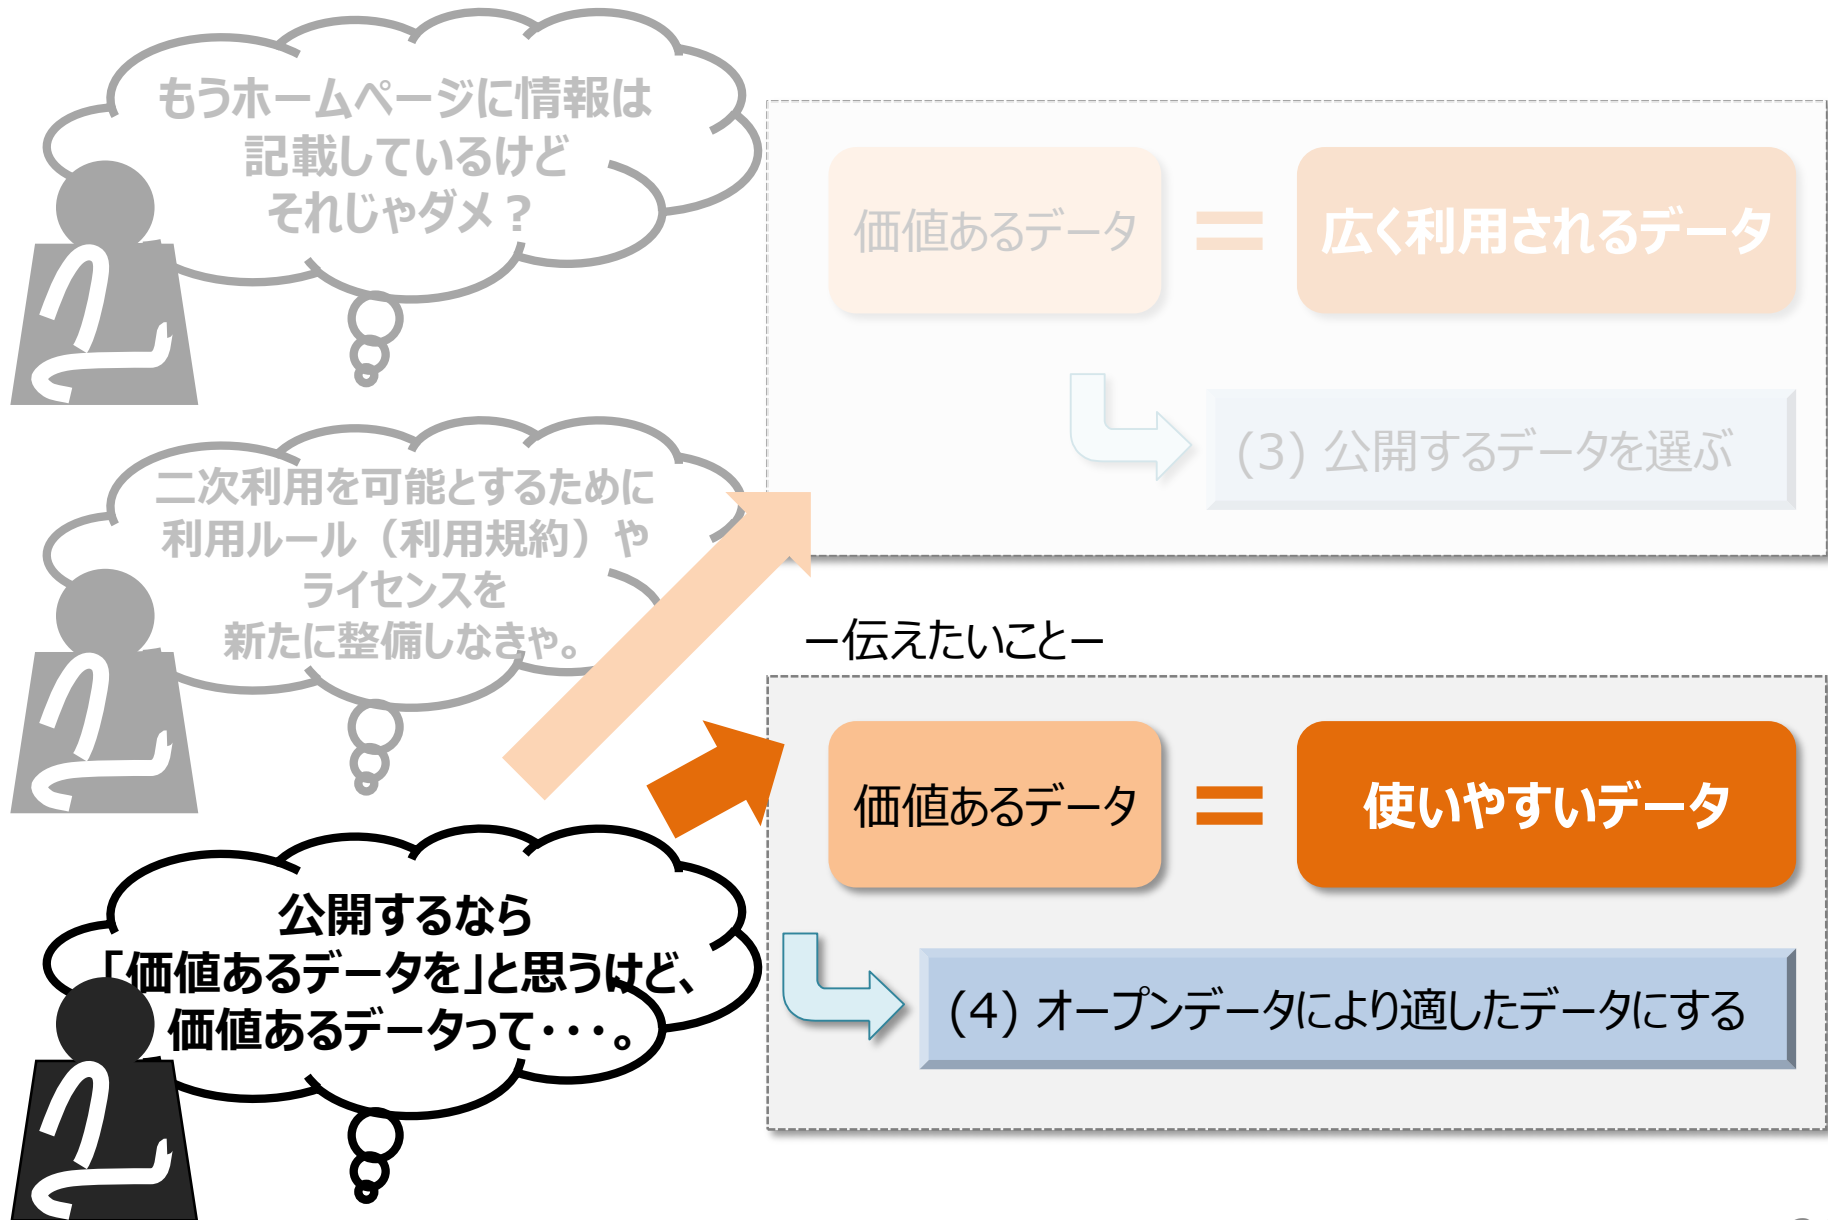 もうホームページに情報は
記載しているけど
それじゃダメ？
二次利用を可能とするために
利用ルール（利用規約）や
ライセンスを
新たに整備しなきゃ。
公開するなら
「価値あるデータを」と思うけど、
価値あるデータって・・・。
価値あるデータ
＝
広く利用されるデータ
(3) 公開するデータを選ぶ
ー伝えたいことー
価値あるデータ
＝
使いやすいデータ
(4) オープンデータにより適したデータにする